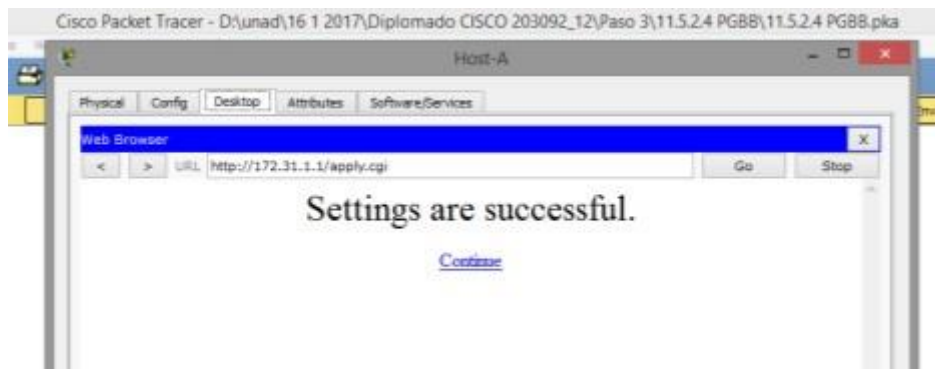 Cisco Packet Tracer - D:\unad\16 1 2017\Diplomado CISCO 203092_12\Paso 3\11.5.2.4 PGBB\11.5.2.4 PGBB.pka
Host-A
Physical Config Desktop Attributes Software/Services
Web Browser X
< > URL http://172.31.1.1/apply.cgi Go Stop
Settings are successful.
Continue